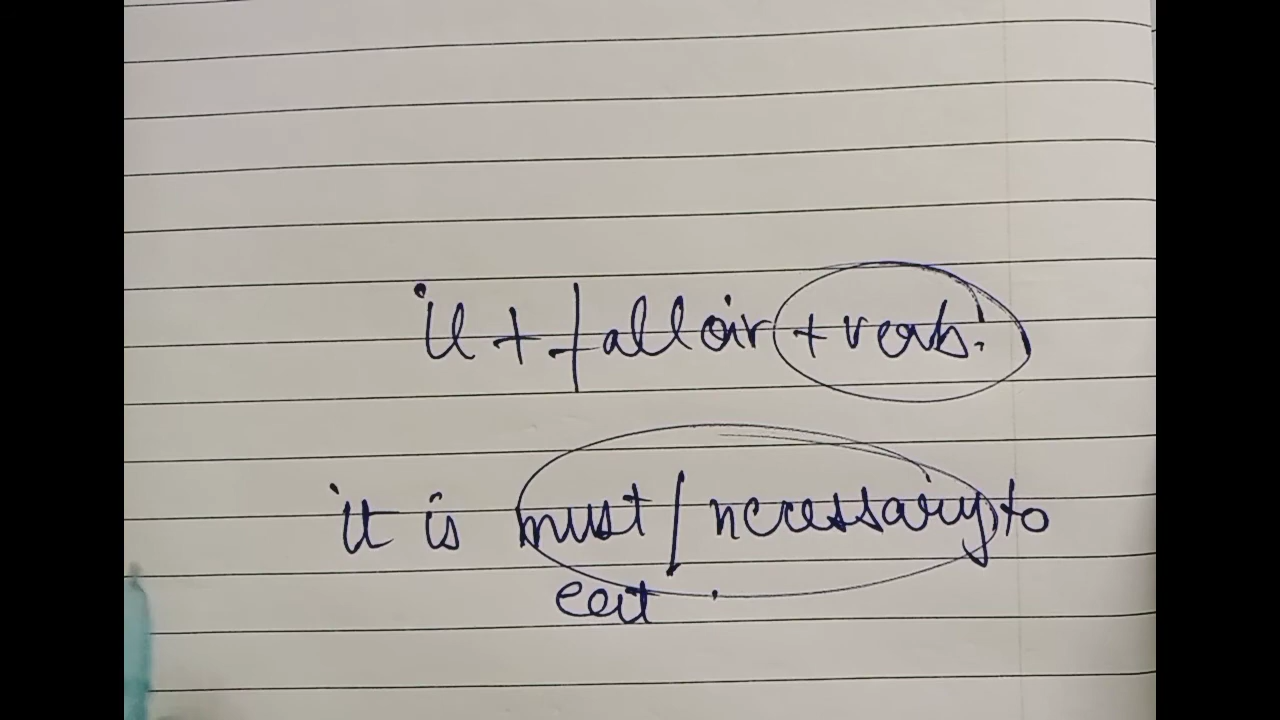 il + falloir + verb.
it is must / necessary to
eat.